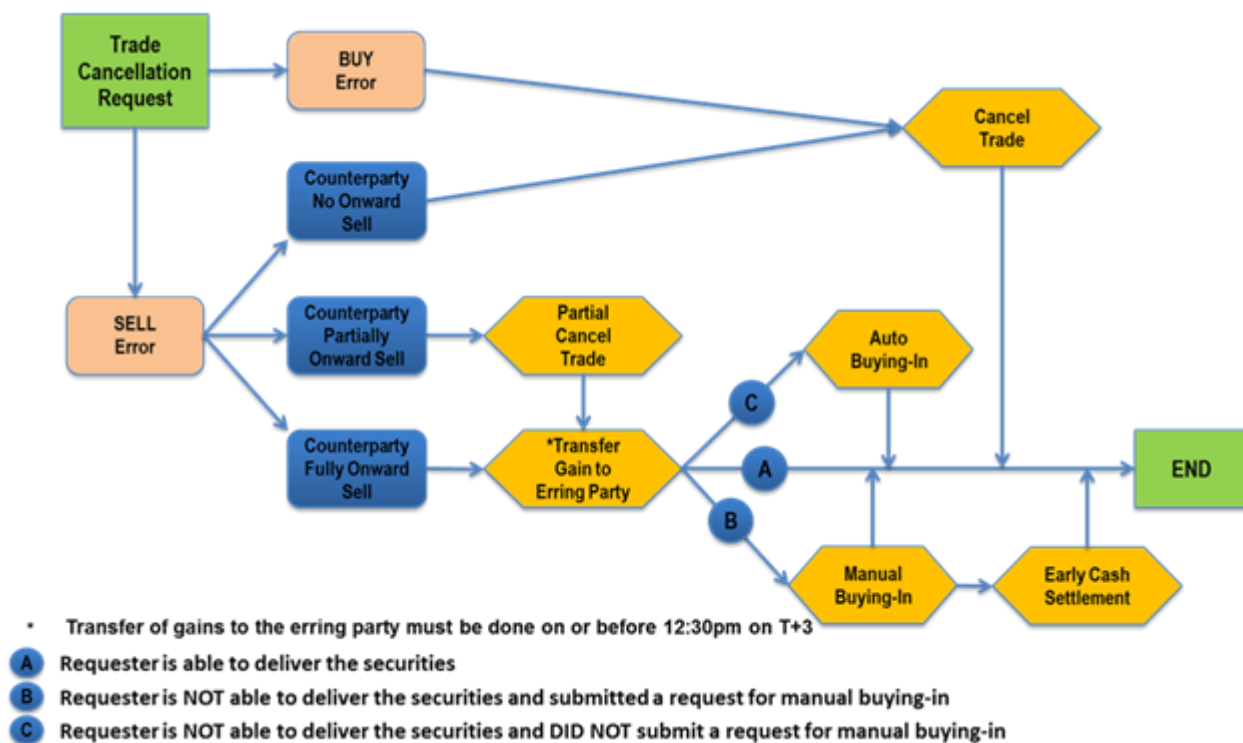 Trade
Cancellation
Request
BUY
Error
Cancel
Trade
Counterparty
No Onward
Sell
SELL
Error
Counterparty
Partially
Onward Sell
Partial
Cancel
Trade
Auto
Buying-In
C
Counterparty
Fully Onward
Sell
*Transfer
Gain to
Erring Party
A
END
B
Manual
Buying-In
Early Cash
Settlement
* Transfer of gains to the erring party must be done on or before 12:30pm on T+3
A Requester is able to deliver the securities
B Requester is NOT able to deliver the securities and submitted a request for manual buying-in
C Requester is NOT able to deliver the securities and DID NOT submit a request for manual buying-in